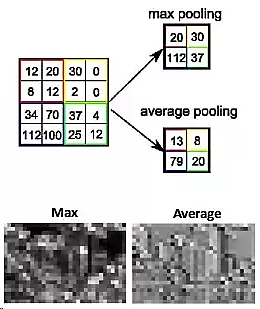 max pooling
20 30
112 37
12 20 30 0
8 12 2 0
34 70 37 4
112 100 25 12
average pooling
13 8
79 20
Max Average